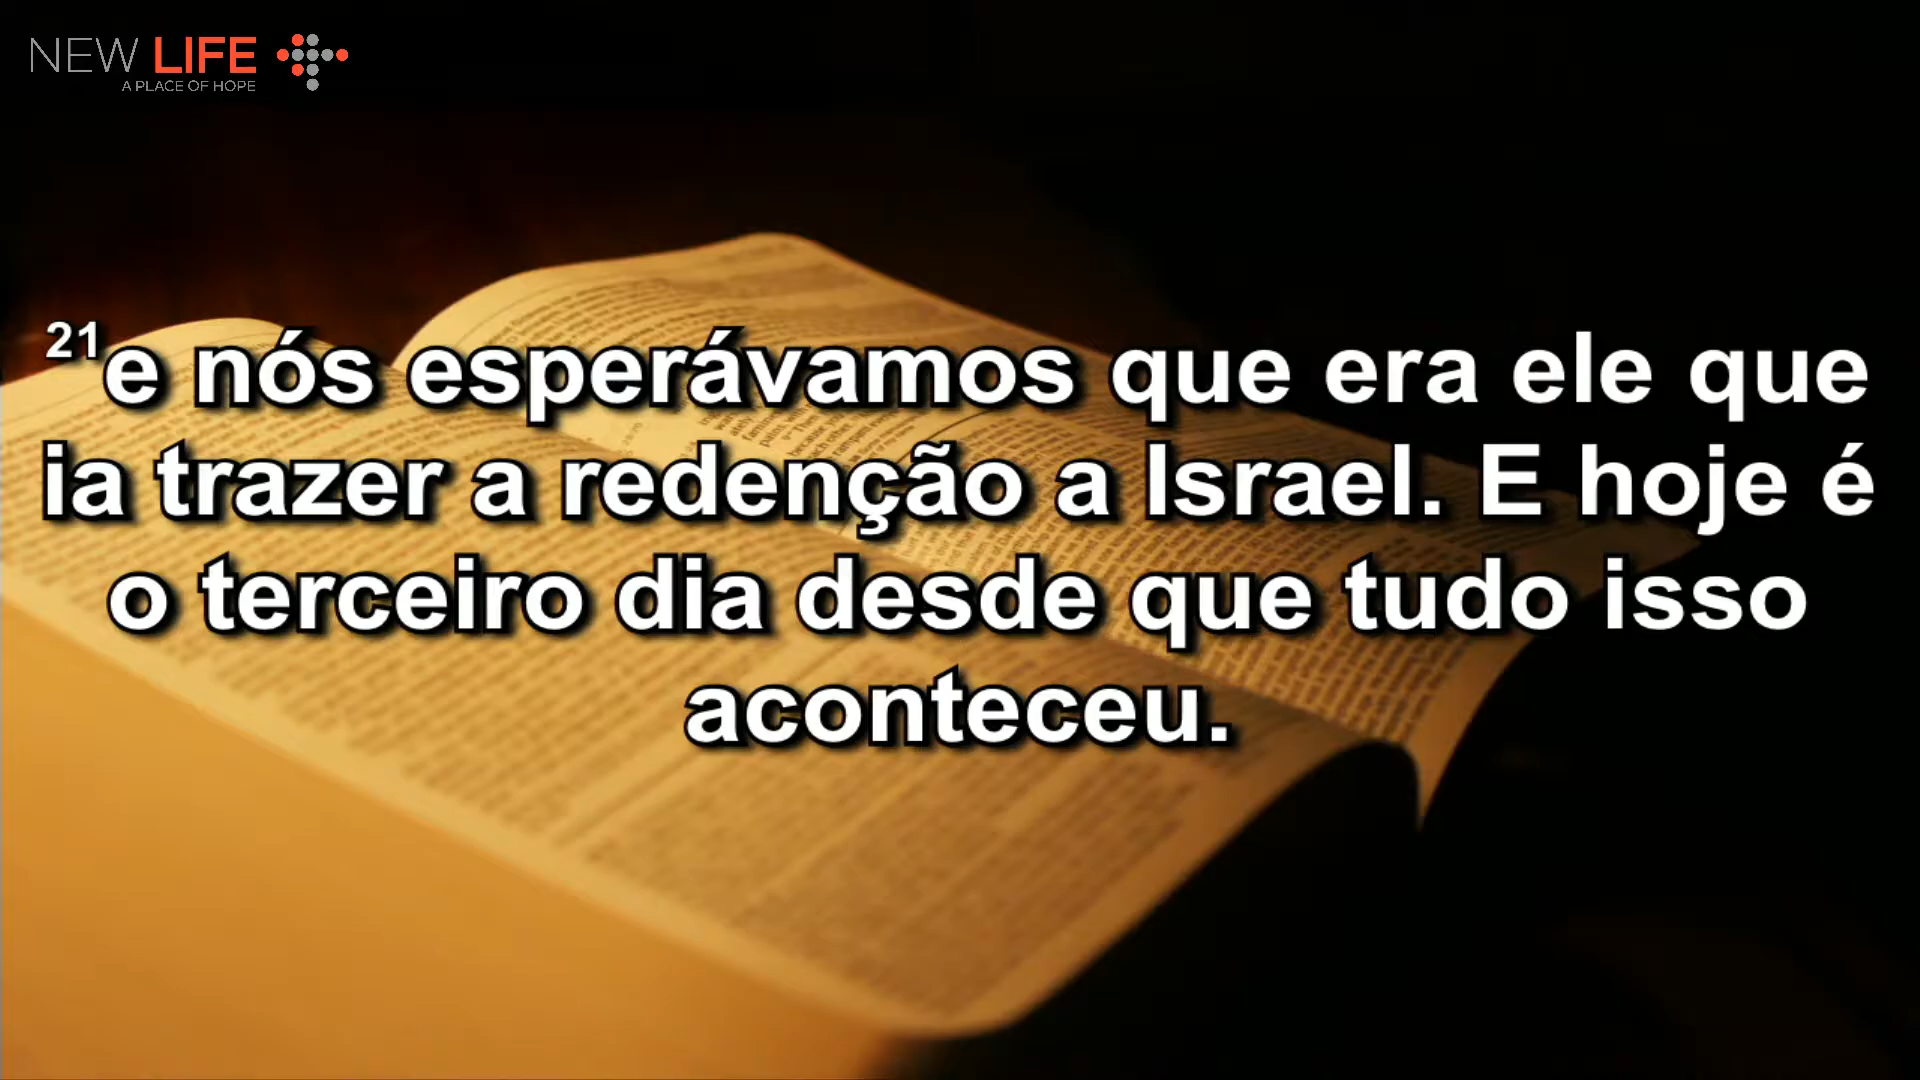 NEW LIFE
A PLACE OF HOPE
21e nós esperávamos que era ele que
ia trazer a redenção a Israel. E hoje é
o terceiro dia desde que tudo isso
aconteceu.